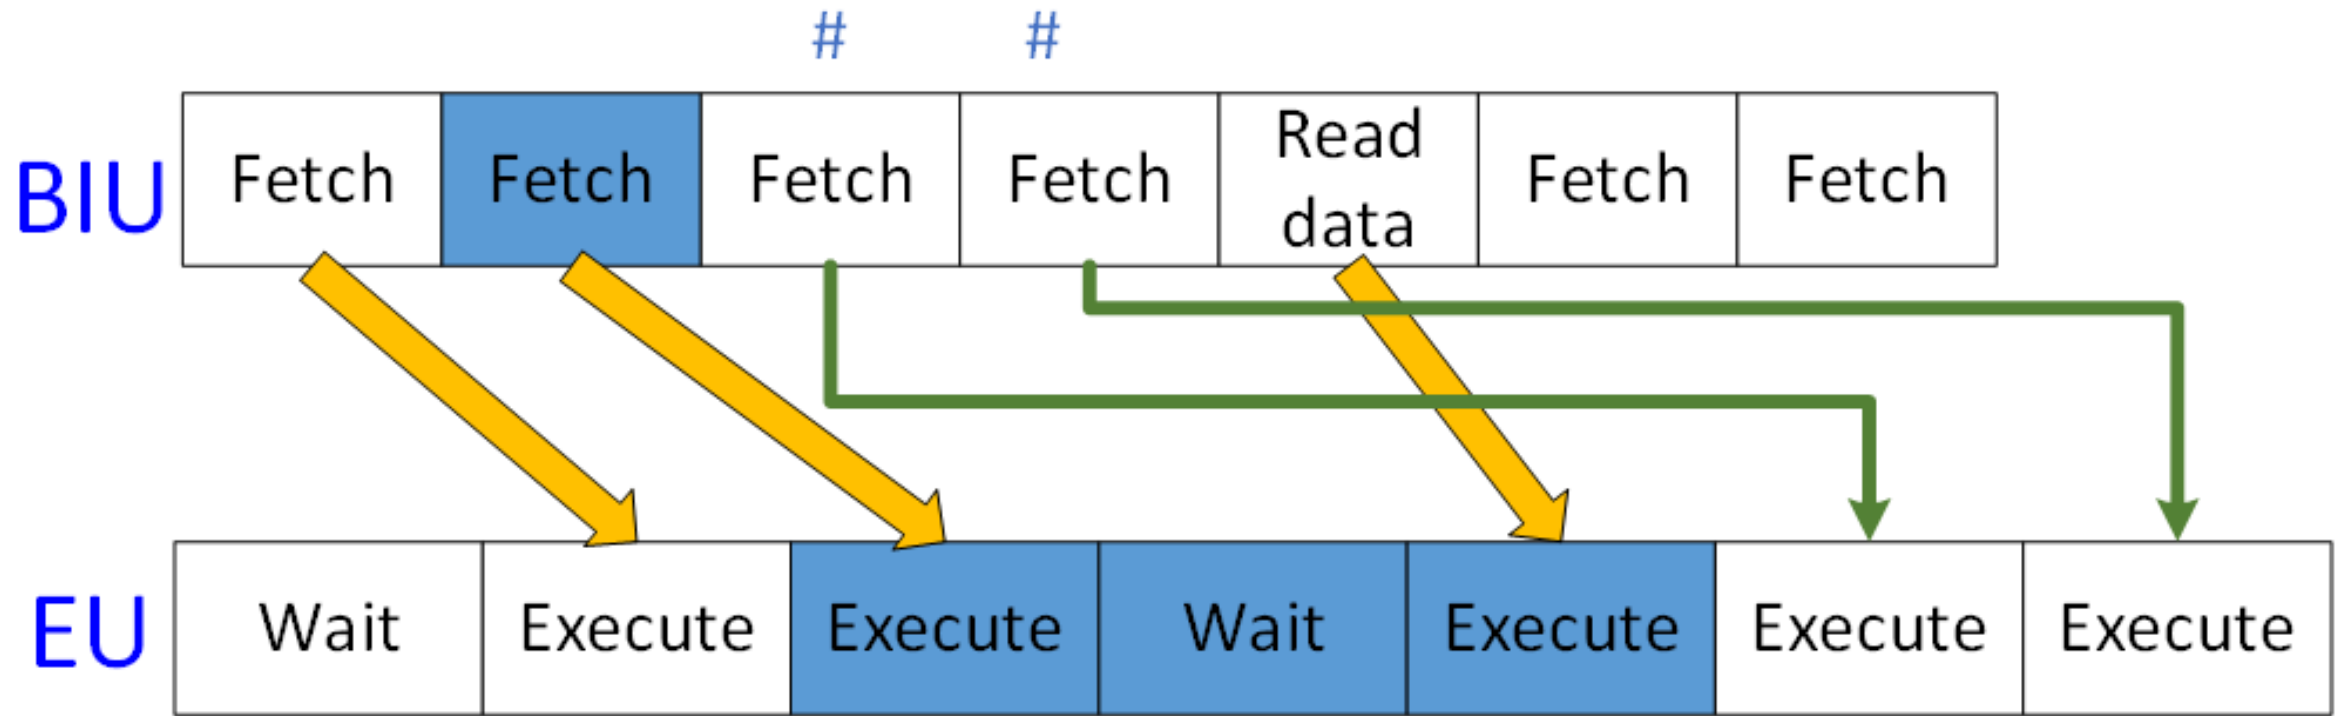 # #
BIU Fetch Fetch Fetch Fetch Read data Fetch Fetch
EU Wait Execute Execute Wait Execute Execute Execute